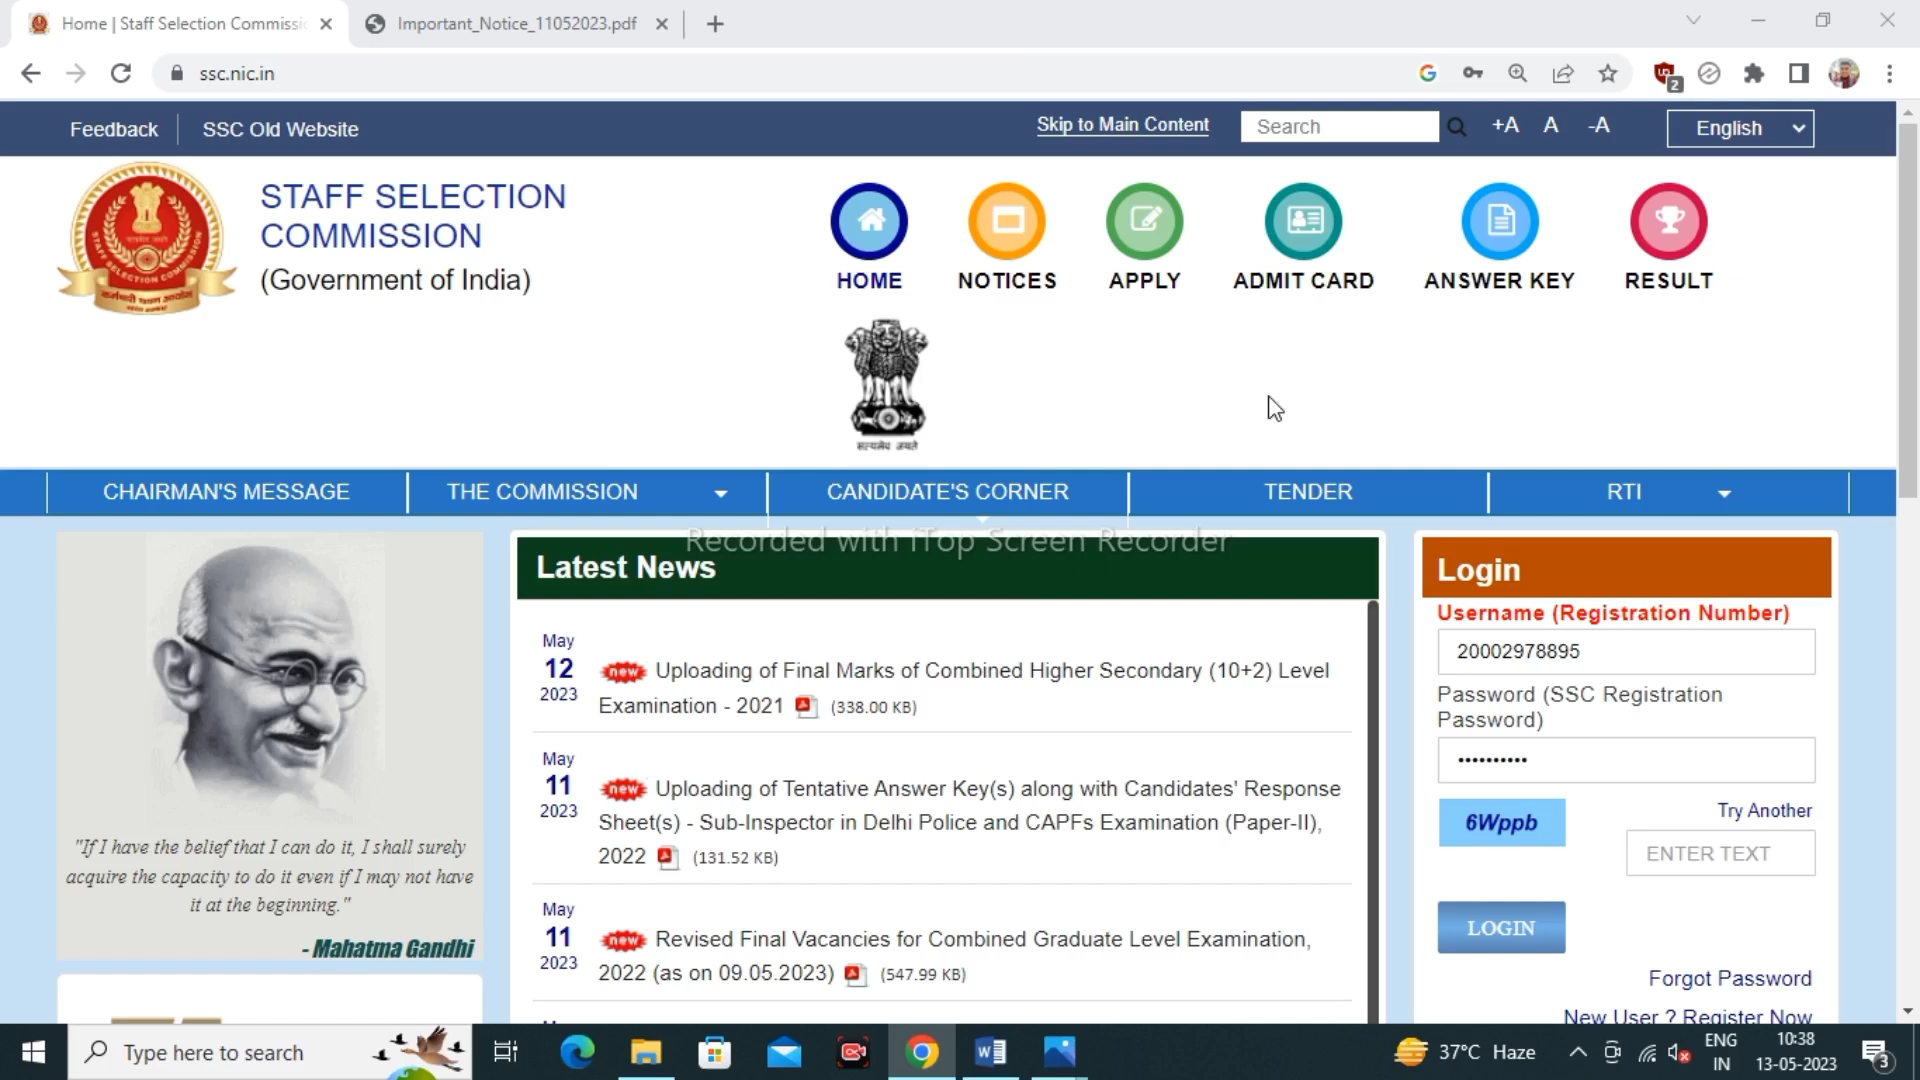 Home | Staff Selection Commissi
Important_Notice_11052023.pdf
ssc.nic.in
2
Feedback
SSC Old Website
Skip to Main Content
Search
+A A -A
English
STAFF SELECTION
COMMISSION
(Government of India)
HOME
NOTICES
APPLY
ADMIT CARD
ANSWER KEY
RESULT
सत्यमेव जयते
CHAIRMAN'S MESSAGE
THE COMMISSION
CANDIDATE'S CORNER
TENDER
RTI
Recorded with iTop Screen Recorder
"If I have the belief that I can do it, I shall surely
acquire the capacity to do it even if I may not have
it at the beginning."
- Mahatma Gandhi
Latest News
May
12
2023
new Uploading of Final Marks of Combined Higher Secondary (10+2) Level
Examination - 2021 (338.00 KB)
May
11
2023
new Uploading of Tentative Answer Key(s) along with Candidates' Response
Sheet(s) - Sub-Inspector in Delhi Police and CAPFs Examination (Paper-II),
2022 (131.52 KB)
May
11
2023
new Revised Final Vacancies for Combined Graduate Level Examination,
2022 (as on 09.05.2023) (547.99 KB)
Login
Username (Registration Number)
20002978895
Password (SSC Registration
Password)
••••••••••
6Wppb
Try Another
ENTER TEXT
LOGIN
Forgot Password
New User ? Register Now
Type here to search
37°C Haze
ENG
IN
10:38
13-05-2023
3